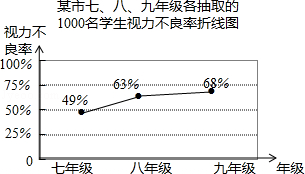 某市七、八、九年级各抽取的
1000名学生视力不良率折线图
视力不
良率
100%
75%
50%
25%
0
49%
63%
68%
七年级
八年级
九年级
年级